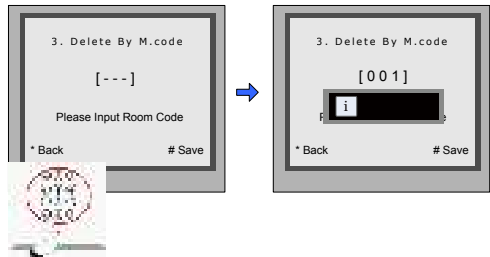 3. Delete By M.code
[---]
Please Input Room Code
* Back # Save
3. Delete By M.code
[001]
i
* Back # Save